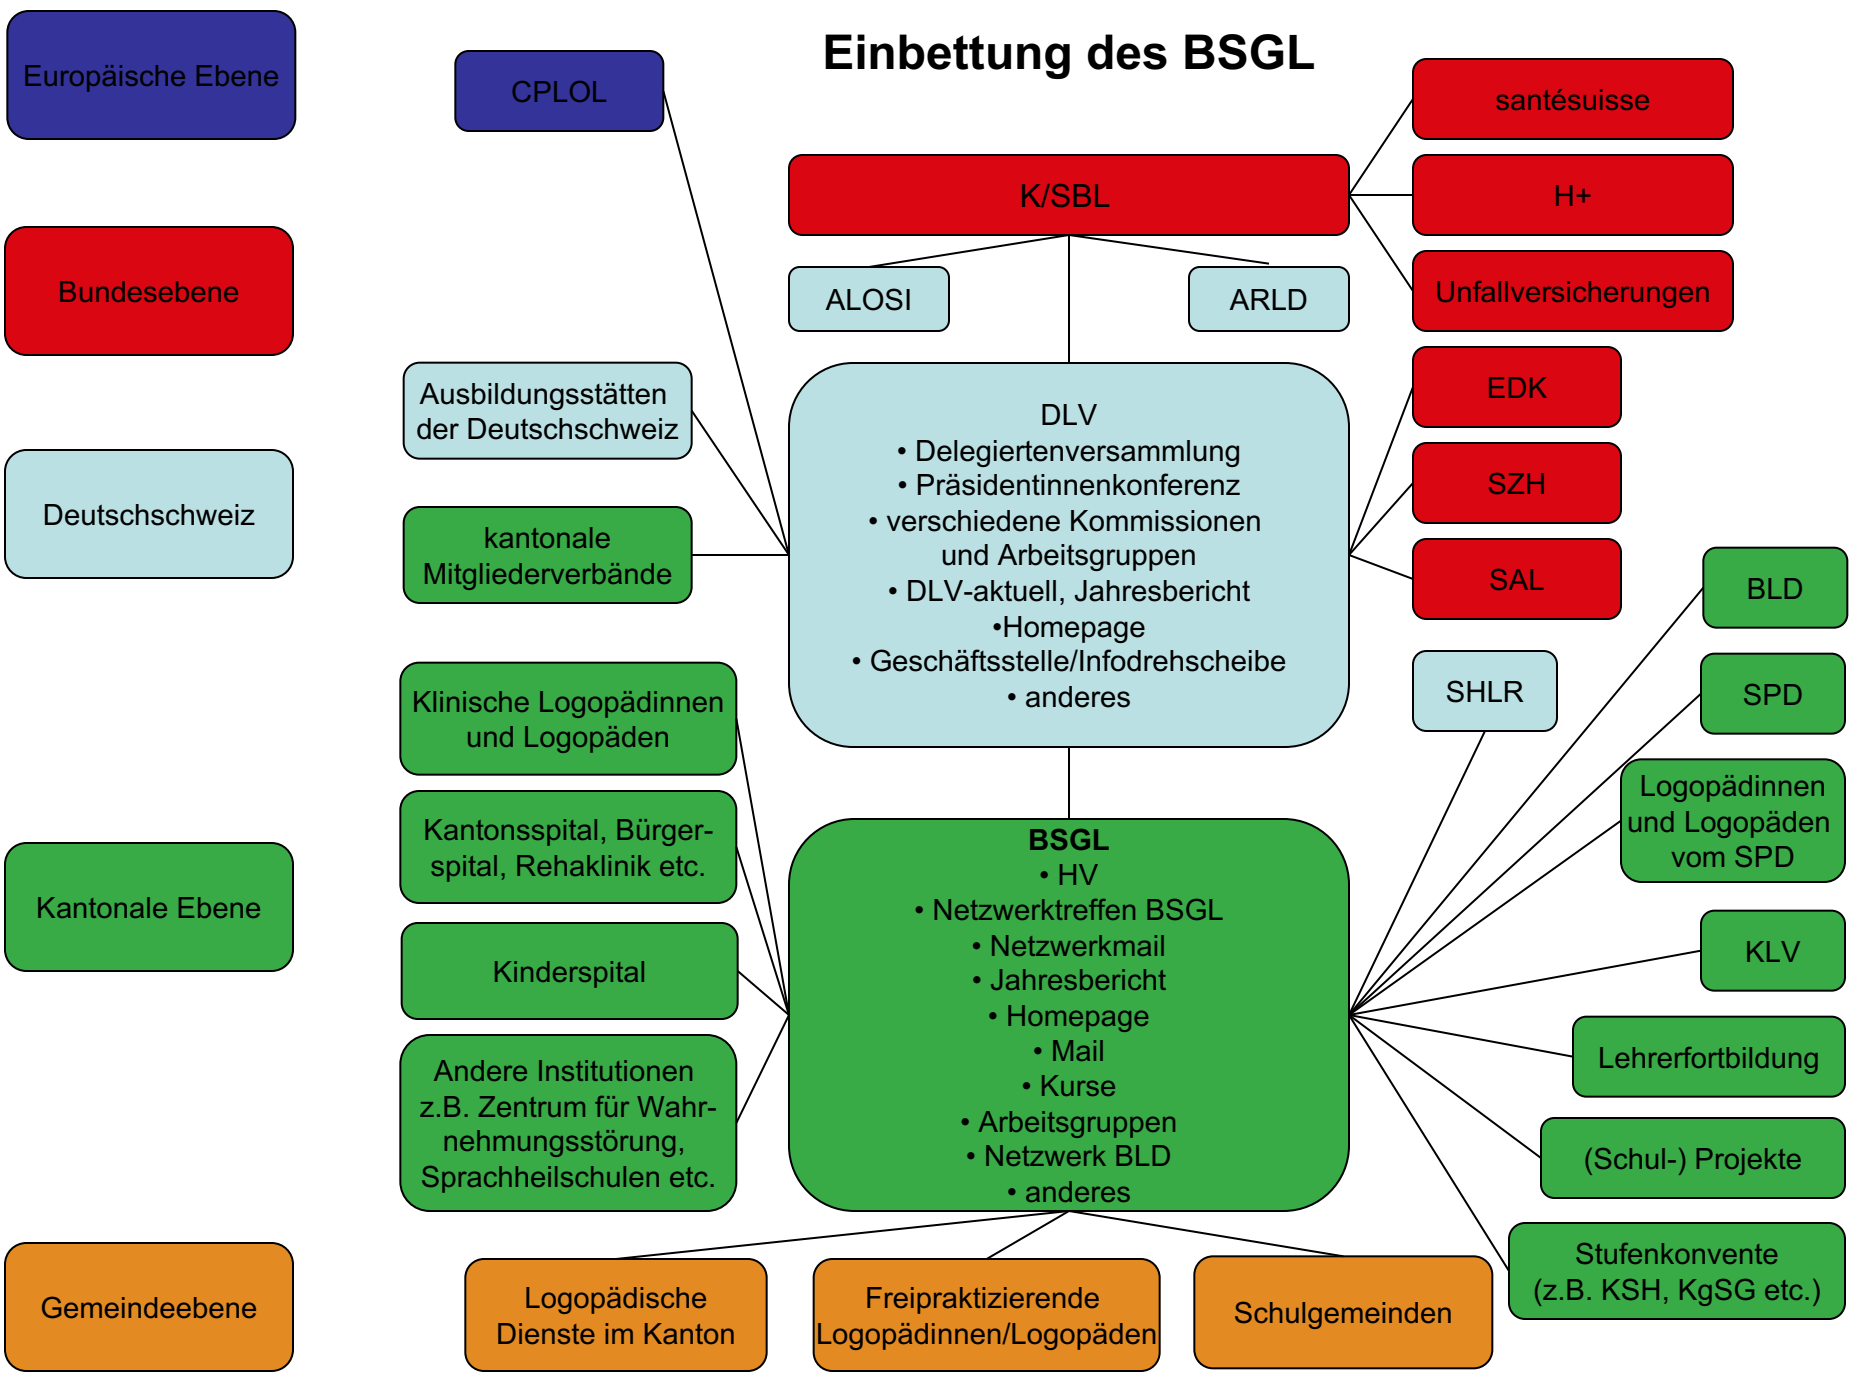 Einbettung des BSGL
Europäische Ebene
Bundesebene
Deutschschweiz
Kantonale Ebene
Gemeindeebene
CPLOL
K/SBL
santésuisse
H+
Unfallversicherungen
ALOSI
ARLD
Ausbildungsstätten
der Deutschschweiz
kantonale
Mitgliederverbände
DLV
• Delegiertenversammlung
• Präsidentinnenkonferenz
• verschiedene Kommissionen
und Arbeitsgruppen
• DLV-aktuell, Jahresbericht
•Homepage
• Geschäftsstelle/Infodrehscheibe
• anderes
EDK
SZH
SAL
SHLR
BLD
SPD
Logopädinnen
und Logopäden
vom SPD
KLV
Lehrerfortbildung
(Schul-) Projekte
Stufenkonvente
(z.B. KSH, KgSG etc.)
Klinische Logopädinnen
und Logopäden
Kantonsspital, Bürger-
spital, Rehaklinik etc.
Kinderspital
Andere Institutionen
z.B. Zentrum für Wahr-
nehmungsstörung,
Sprachheilschulen etc.
BSGL
• HV
• Netzwerktreffen BSGL
• Netzwerkmail
• Jahresbericht
• Homepage
• Mail
• Kurse
• Arbeitsgruppen
• Netzwerk BLD
• anderes
Logopädische
Dienste im Kanton
Freipraktizierende
Logopädinnen/Logopäden
Schulgemeinden